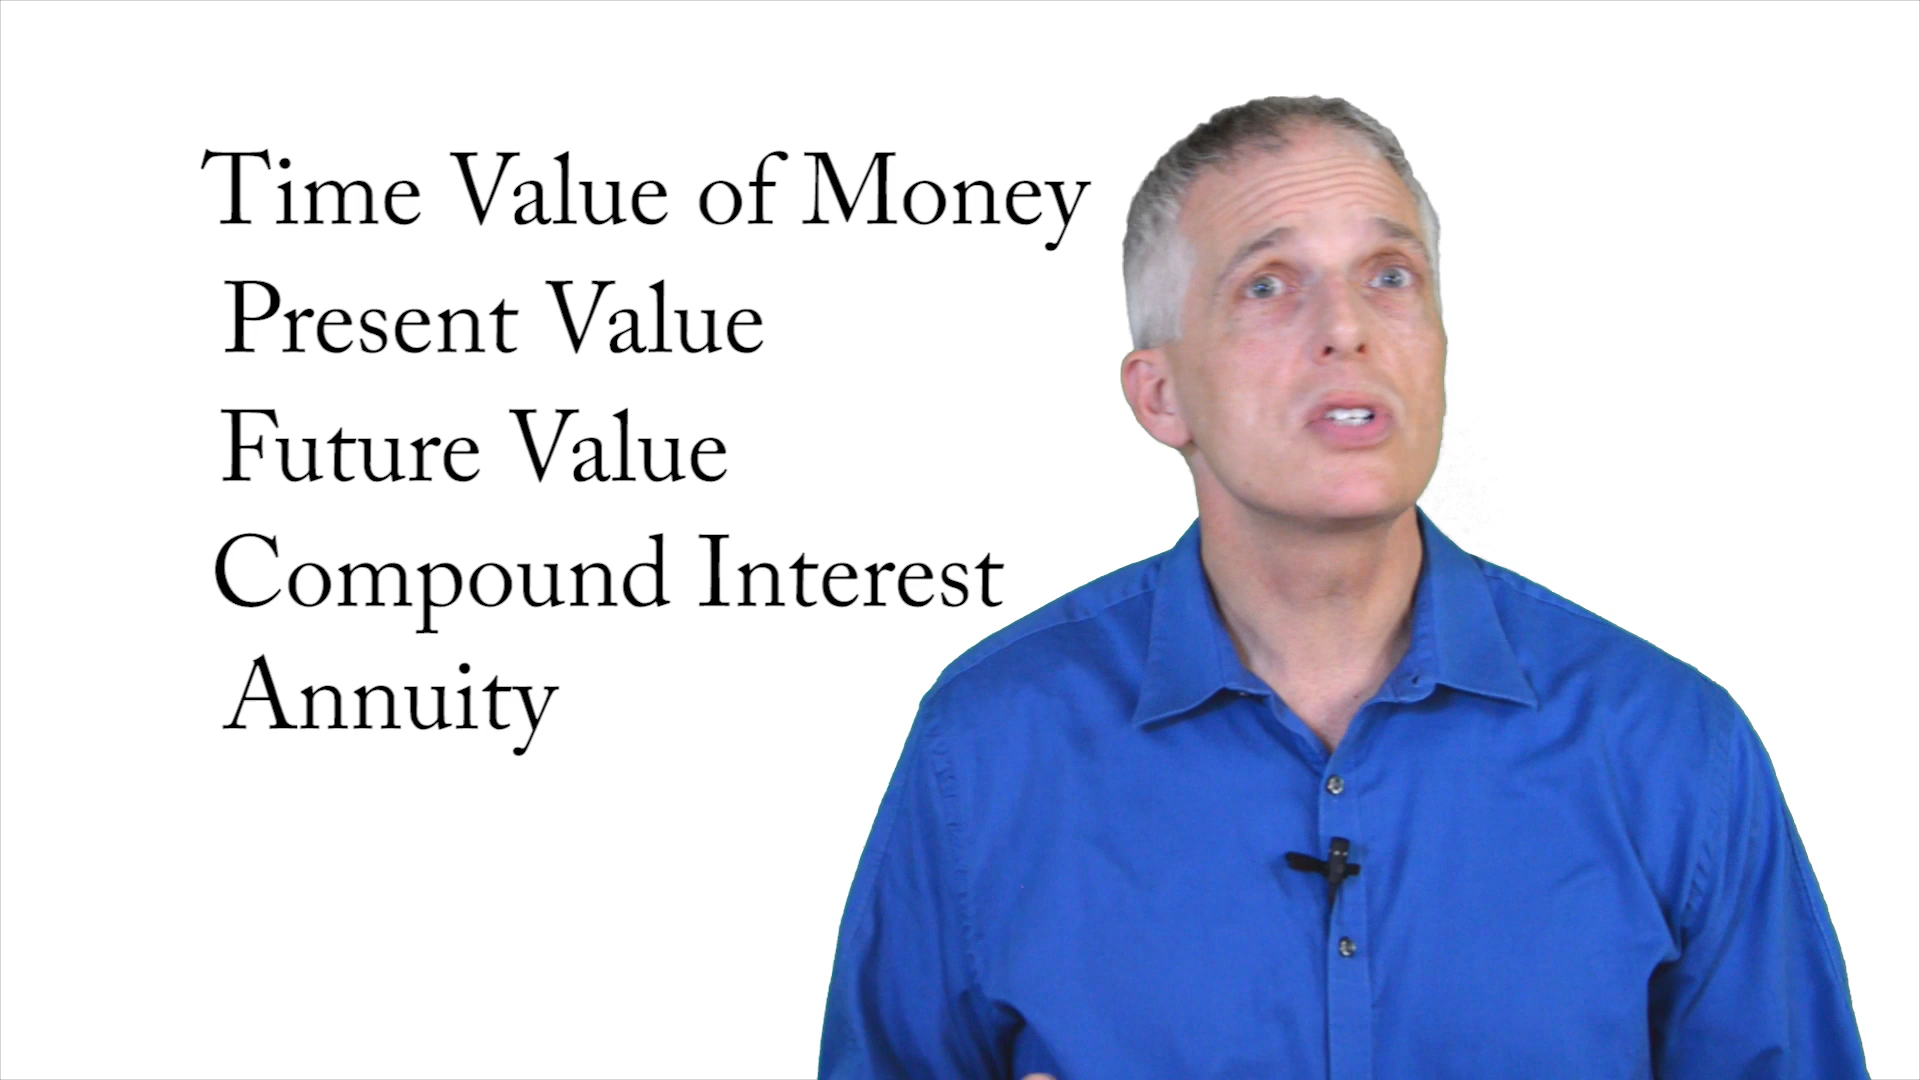 Time Value of Money
Present Value
Future Value
Compound Interest
Annuity